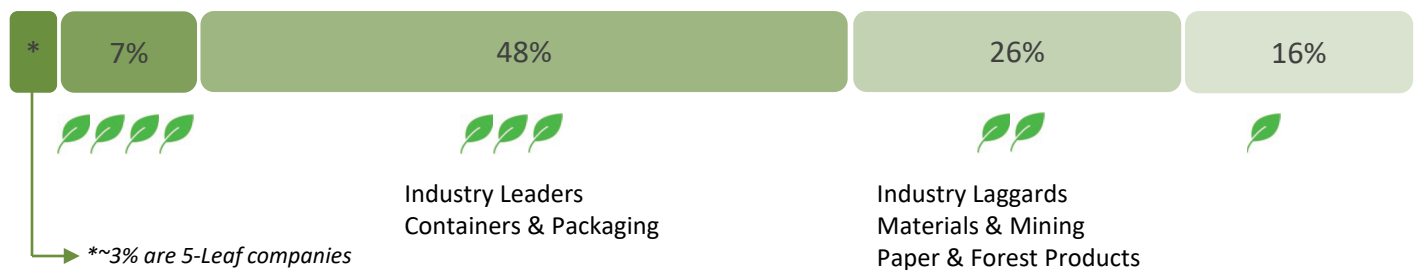 * 7% 48% 26% 16%
Industry Leaders
Containers & Packaging
Industry Laggards
Materials & Mining
Paper & Forest Products
*~3% are 5-Leaf companies